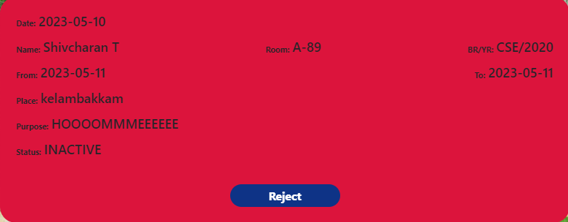 Date: 2023-05-10
Name: Shivcharan T Room: A-89 BR/YR: CSE/2020
From: 2023-05-11 To: 2023-05-11
Place: kelambakkam
Purpose: HOOOOMMMEEEEEE
Status: INACTIVE
Reject